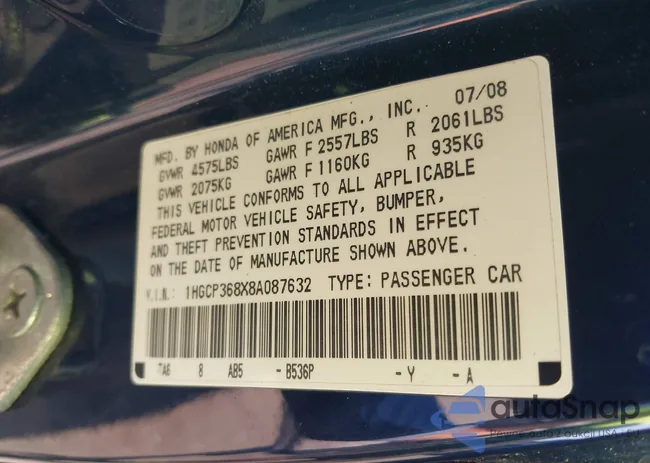 MFD. BY HONDA OF AMERICA MFG., INC. 07/08
GVWR 4575LBS GAWR F 2557LBS R 2061LBS
GVWR 2075KG GAWR F 1160KG R 935KG
THIS VEHICLE CONFORMS TO ALL APPLICABLE
FEDERAL MOTOR VEHICLE SAFETY, BUMPER,
AND THEFT PREVENTION STANDARDS IN EFFECT
ON THE DATE OF MANUFACTURE SHOWN ABOVE.
V.I.N.: 1HGCP368X8A087632 TYPE: PASSENGER CAR
7A6 8 AB5 - B536P - Y - A
autoSnap